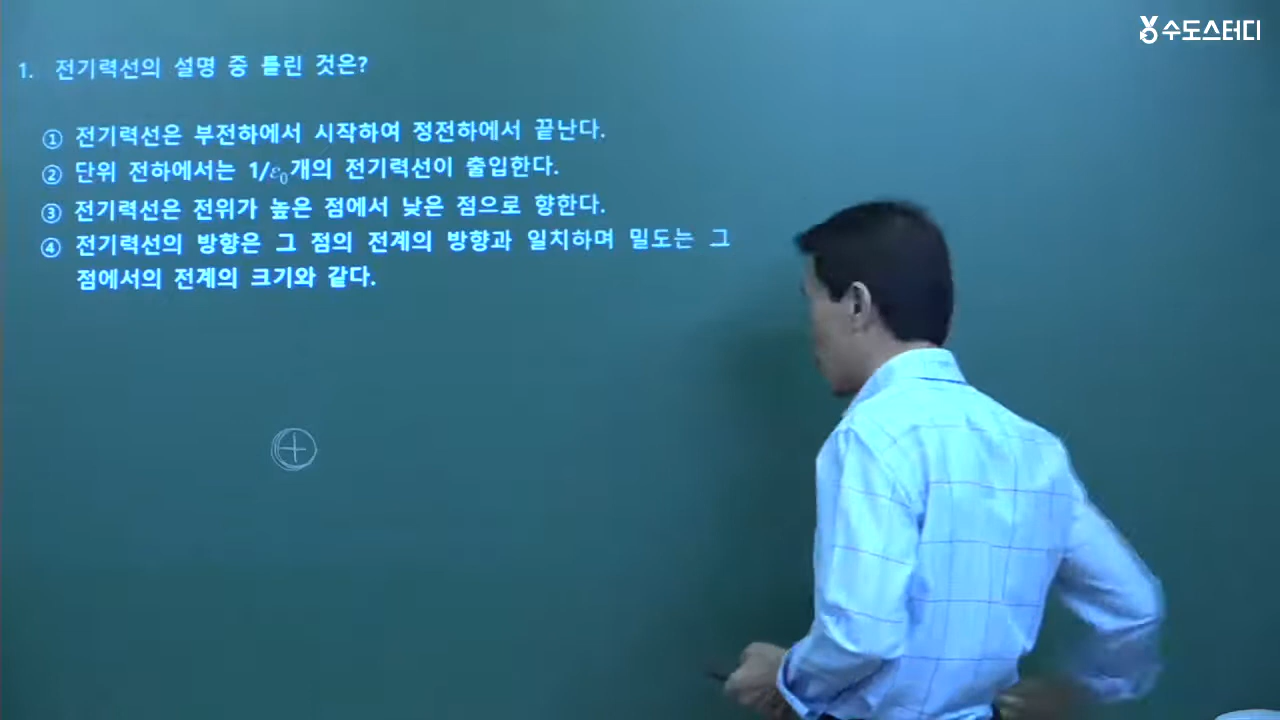 수도스터디
1. 전기력선의 설명 중 틀린 것은?
① 전기력선은 부전하에서 시작하여 정전하에서 끝난다.
② 단위 전하에서는 1/ε₀개의 전기력선이 출입한다.
③ 전기력선은 전위가 높은 점에서 낮은 점으로 향한다.
④ 전기력선의 방향은 그 점의 전계의 방향과 일치하며 밀도는 그
점에서의 전계의 크기와 같다.
+